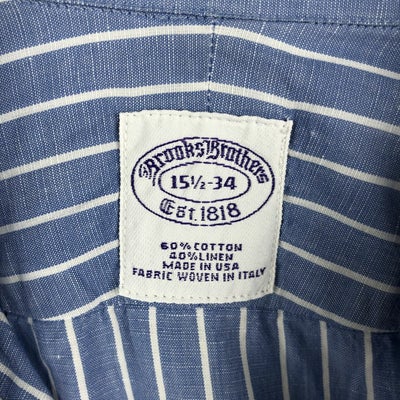 Brooks Brothers
15½-34
Est. 1818
60% COTTON
40% LINEN
MADE IN USA
FABRIC WOVEN IN ITALY